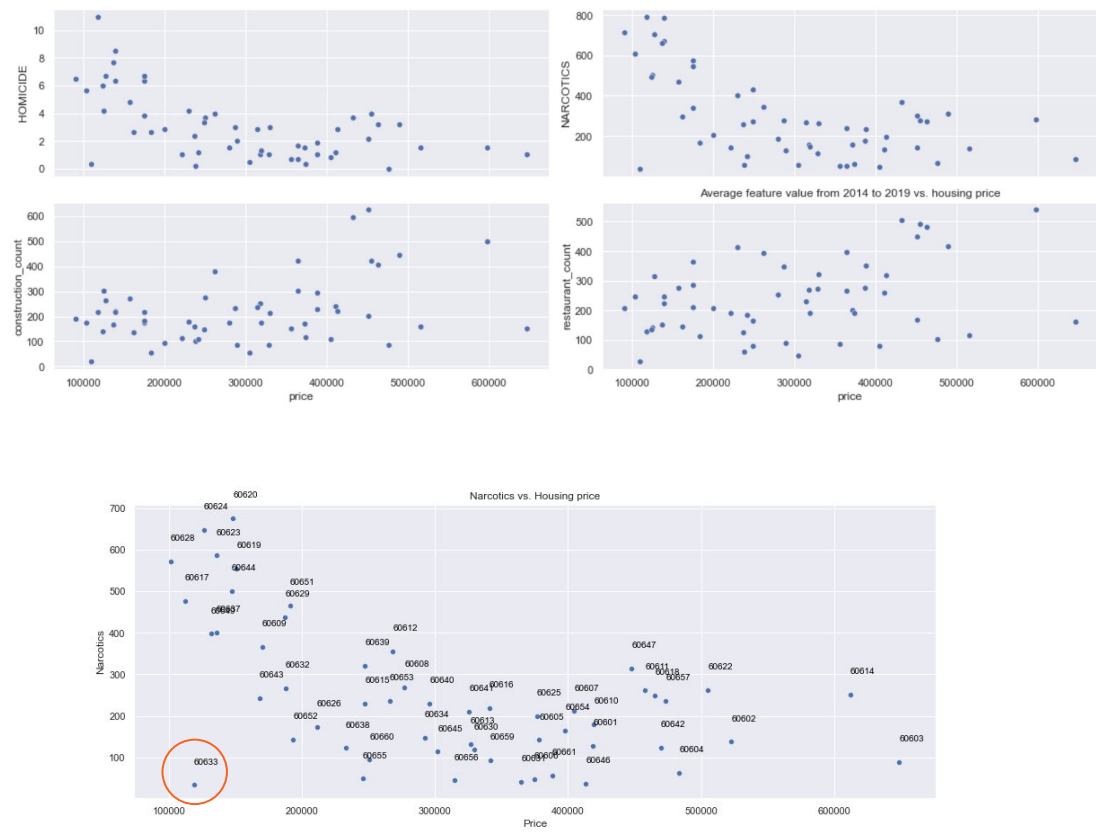 HOMICIDE
10
8
6
4
2
0
NARCOTICS
800
600
400
200
construction_count
600
500
400
300
200
100
0
100000 200000 300000 400000 500000 600000
price
Average feature value from 2014 to 2019 vs. housing price
restaurant_count
500
400
300
200
100
0
100000 200000 300000 400000 500000 600000
price
Narcotics vs. Housing price
Narcotics
700
600
500
400
300
200
100
60620
60624
60628 60623
60619
60617 60644
60651
60629
60609
60612
60639
60647
60632 60608
60643 60615 60653 60640
60611 60618 60622 60614
60657
60641 60616
60626 60625 60607
60634 60654 60610
60652 60638 60613 60605 60601 60642 60602
60645 60630
60660 60659
60655 60656 60661 60646 60604 60603
60633
100000 200000 300000 400000 500000 600000
Price